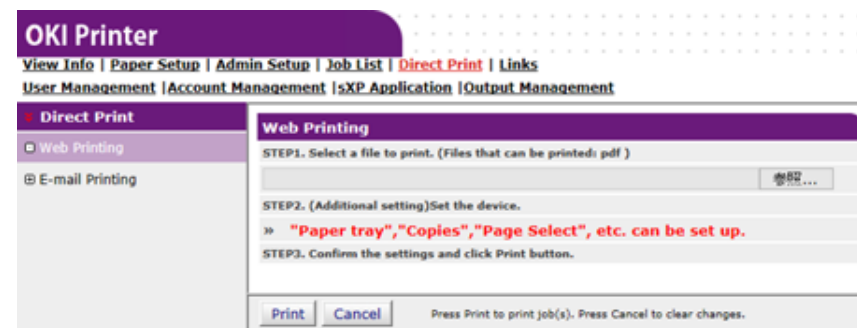 OKI Printer
View Info | Paper Setup | Admin Setup | Job List | Direct Print | Links
User Management |Account Management |sXP Application |Output Management
Direct Print
Web Printing
E-mail Printing
Web Printing
STEP1. Select a file to print. (Files that can be printed: pdf )
参照...
STEP2. (Additional setting)Set the device.
» "Paper tray","Copies","Page Select", etc. can be set up.
STEP3. Confirm the settings and click Print button.
Print Cancel Press Print to print job(s). Press Cancel to clear changes.